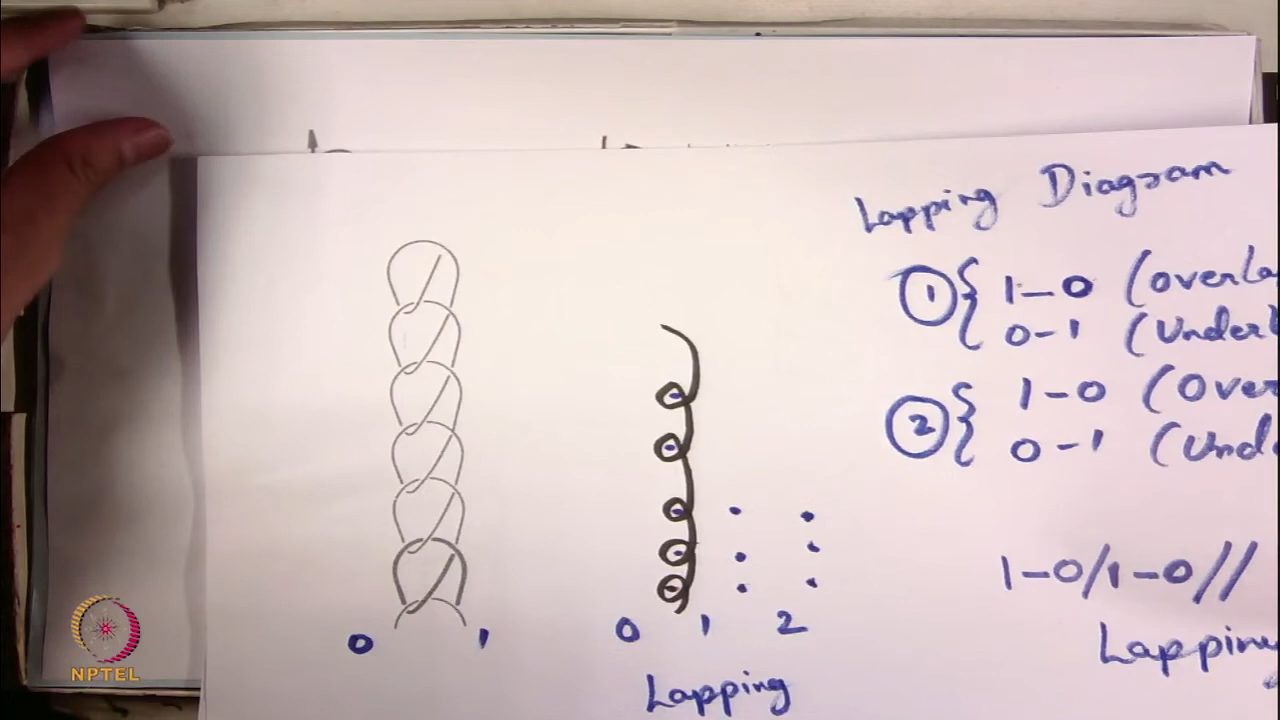 Lapping Diagram
① { 1-0 (Overla
0-1 (Under
② { 1-0 (Over
0-1 (Und
1-0/1-0//
0 1
0 1 2
Lapping
Lapping
NPTEL